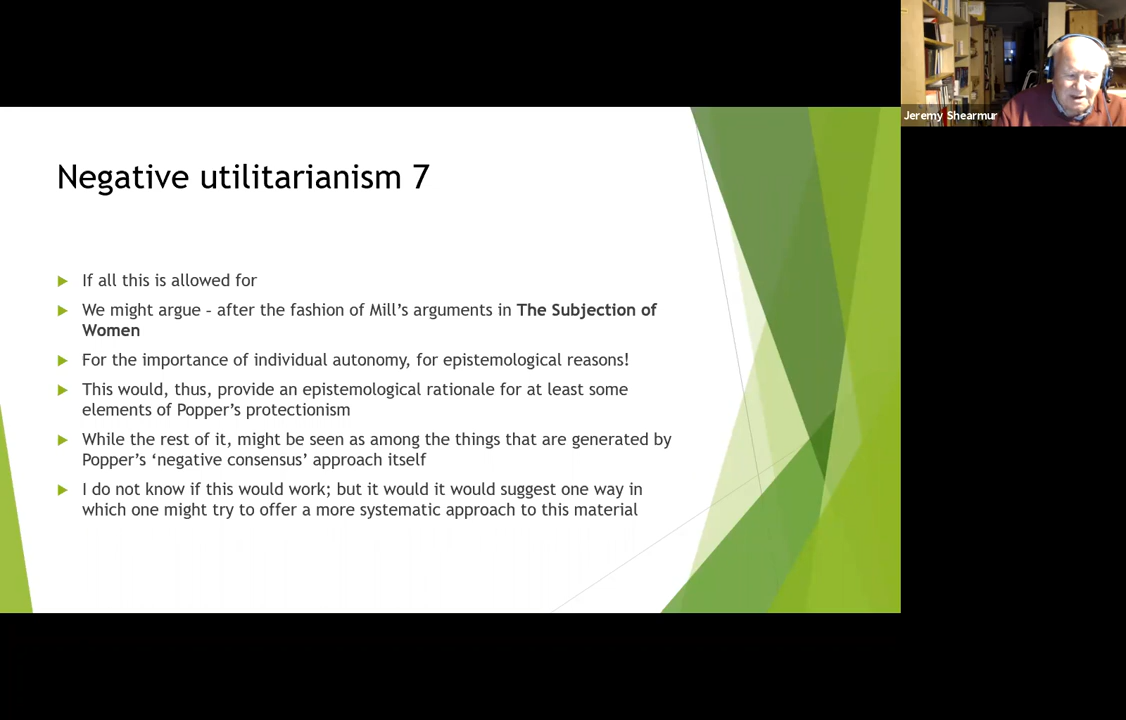 Negative utilitarianism 7
If all this is allowed for
We might argue – after the fashion of Mill’s arguments in The Subjection of
Women
For the importance of individual autonomy, for epistemological reasons!
This would, thus, provide an epistemological rationale for at least some
elements of Popper’s protectionism
While the rest of it, might be seen as among the things that are generated by
Popper’s ‘negative consensus’ approach itself
I do not know if this would work; but it would it would suggest one way in
which one might try to offer a more systematic approach to this material
Jeremy Shearmur